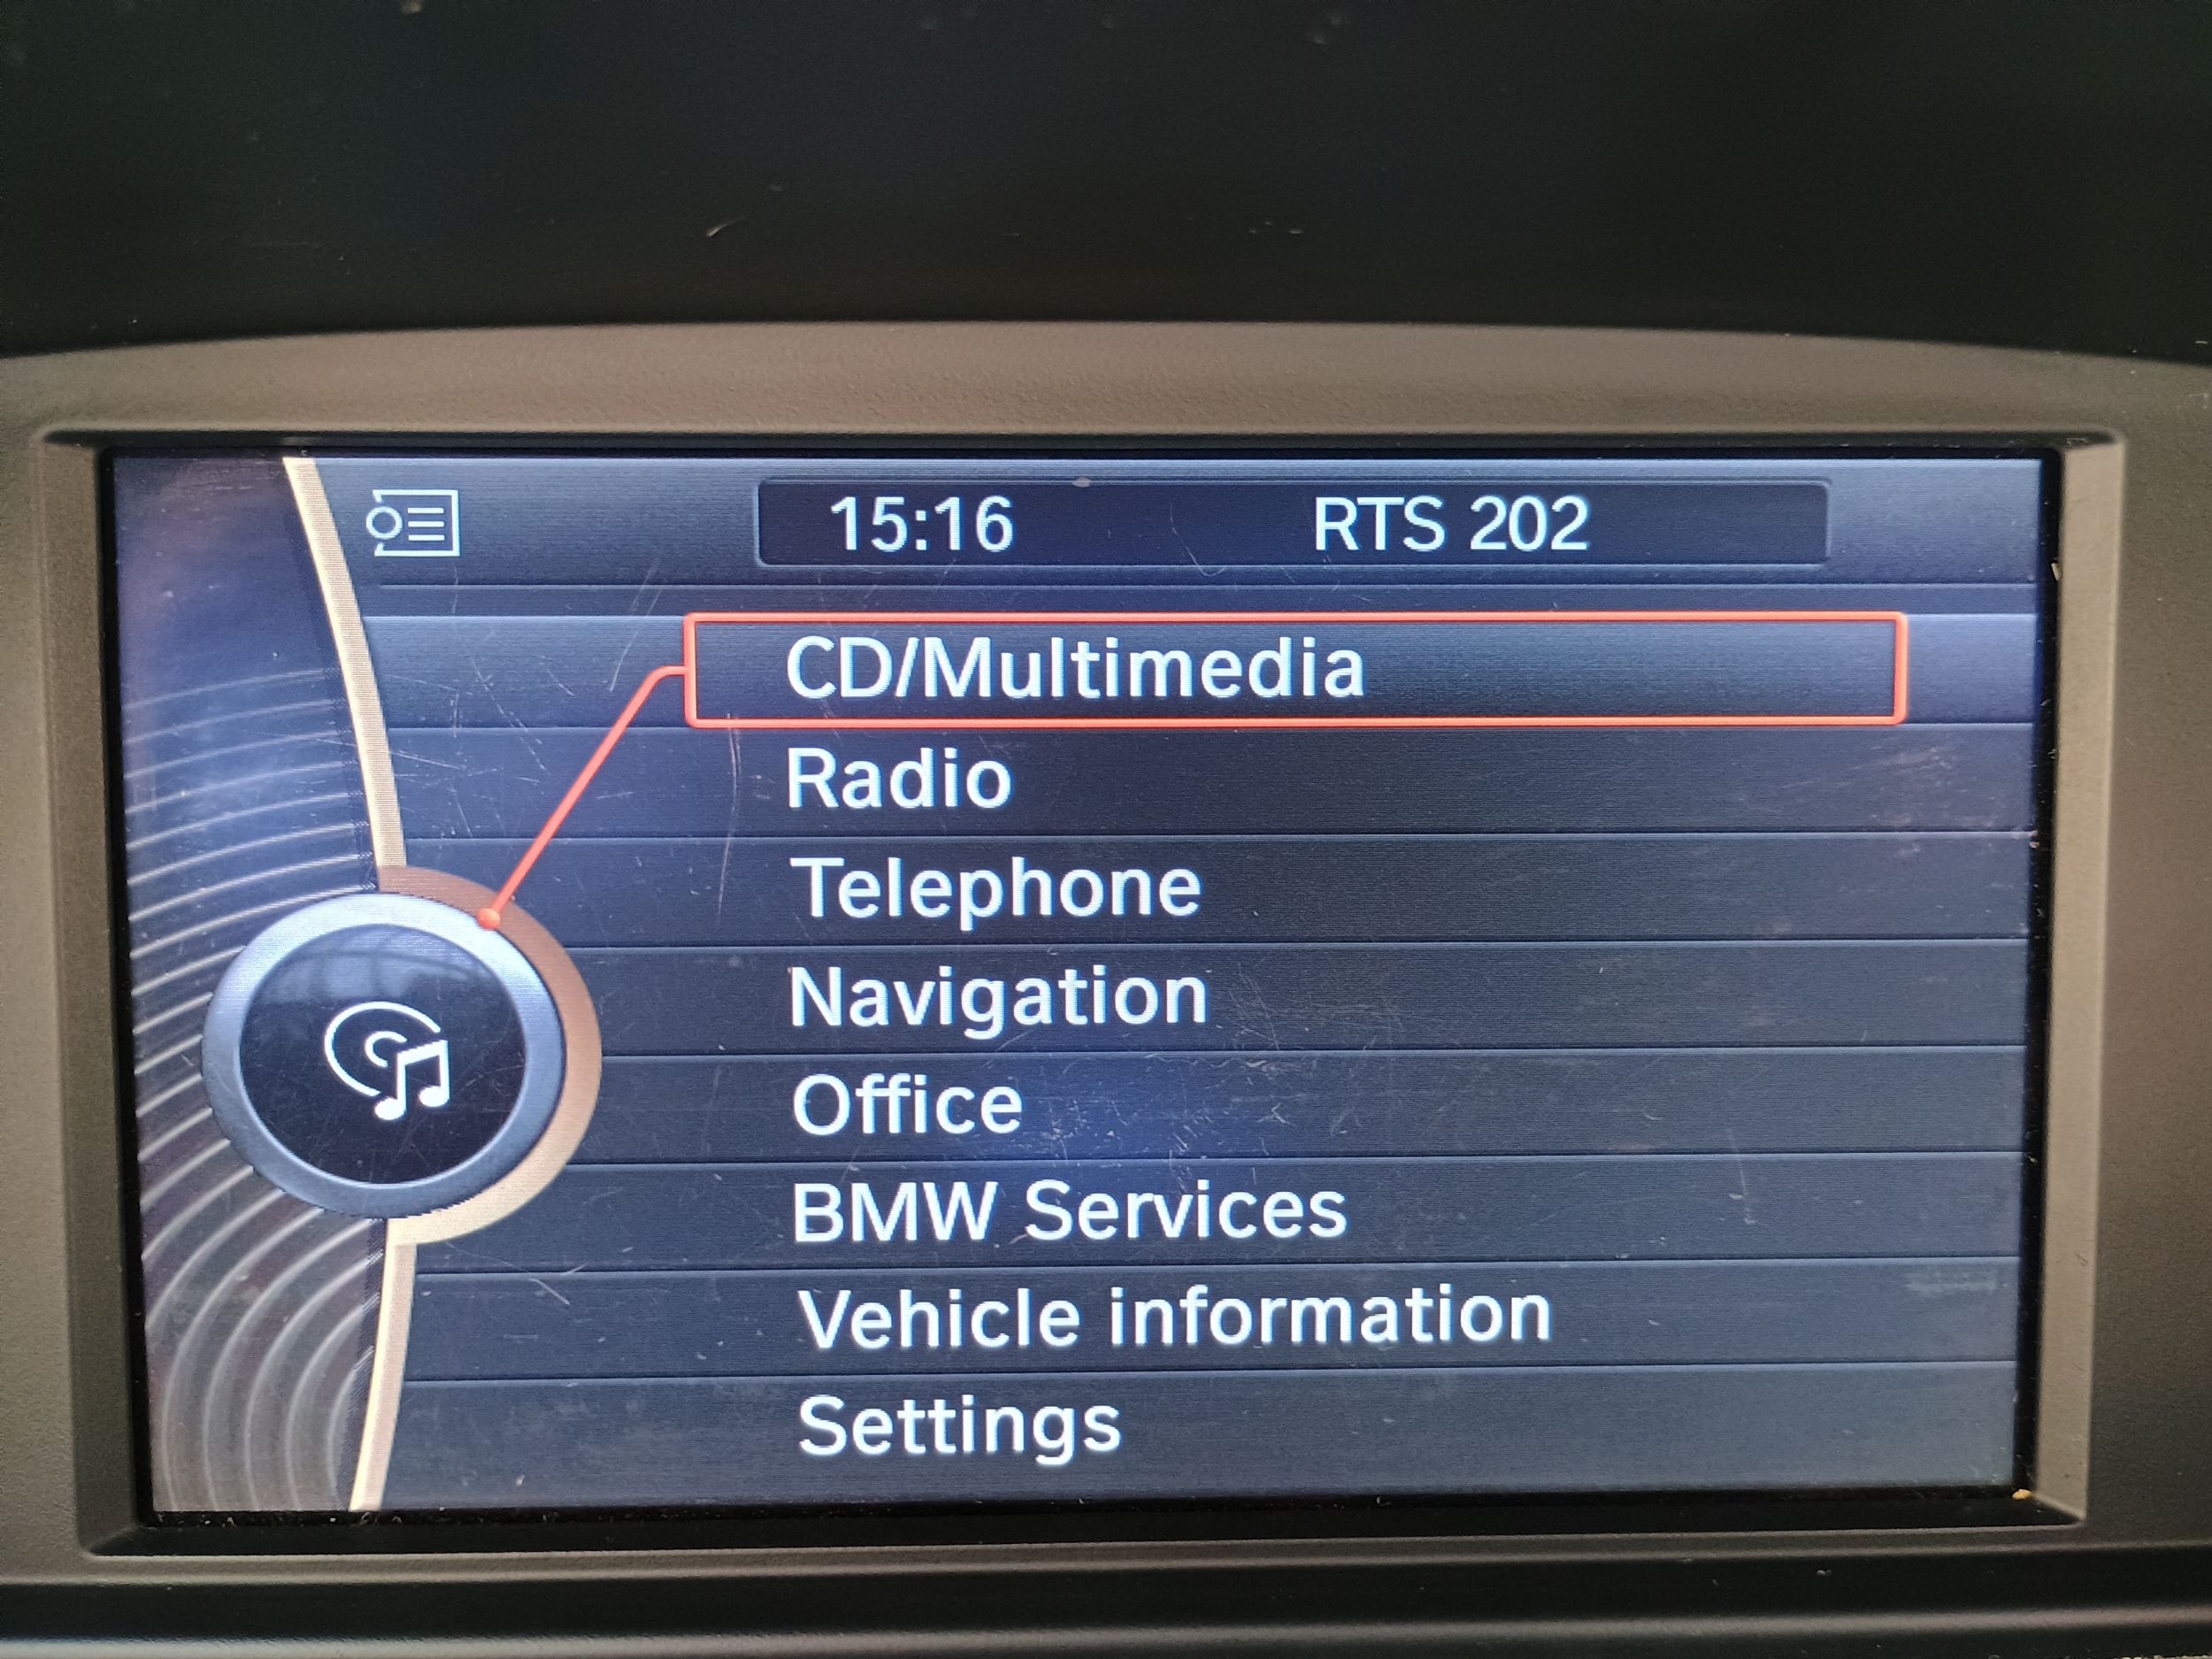 15:16 RTS 202
CD/Multimedia
Radio
Telephone
Navigation
Office
BMW Services
Vehicle information
Settings